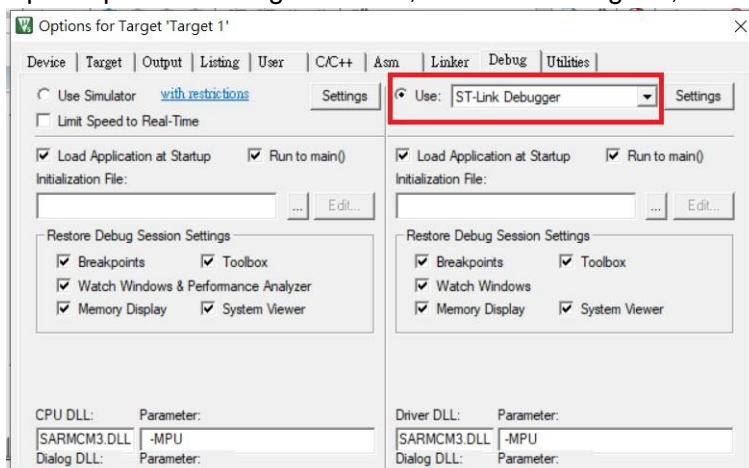 Options for Target 'Target 1'
Device Target Output Listing User C/C++ Asm Linker Debug Utilities
Use Simulator with restrictions Settings
Limit Speed to Real-Time
Use: ST-Link Debugger Settings
Load Application at Startup Run to main()
Initialization File:
... Edit...
Load Application at Startup Run to main()
Initialization File:
... Edit...
Restore Debug Session Settings
Breakpoints Toolbox
Watch Windows & Performance Analyzer
Memory Display System Viewer
Restore Debug Session Settings
Breakpoints Toolbox
Watch Windows
Memory Display System Viewer
CPU DLL: Parameter:
SARMCM3.DLL -MPU
Dialog DLL: Parameter:
Driver DLL: Parameter:
SARMCM3.DLL -MPU
Dialog DLL: Parameter: